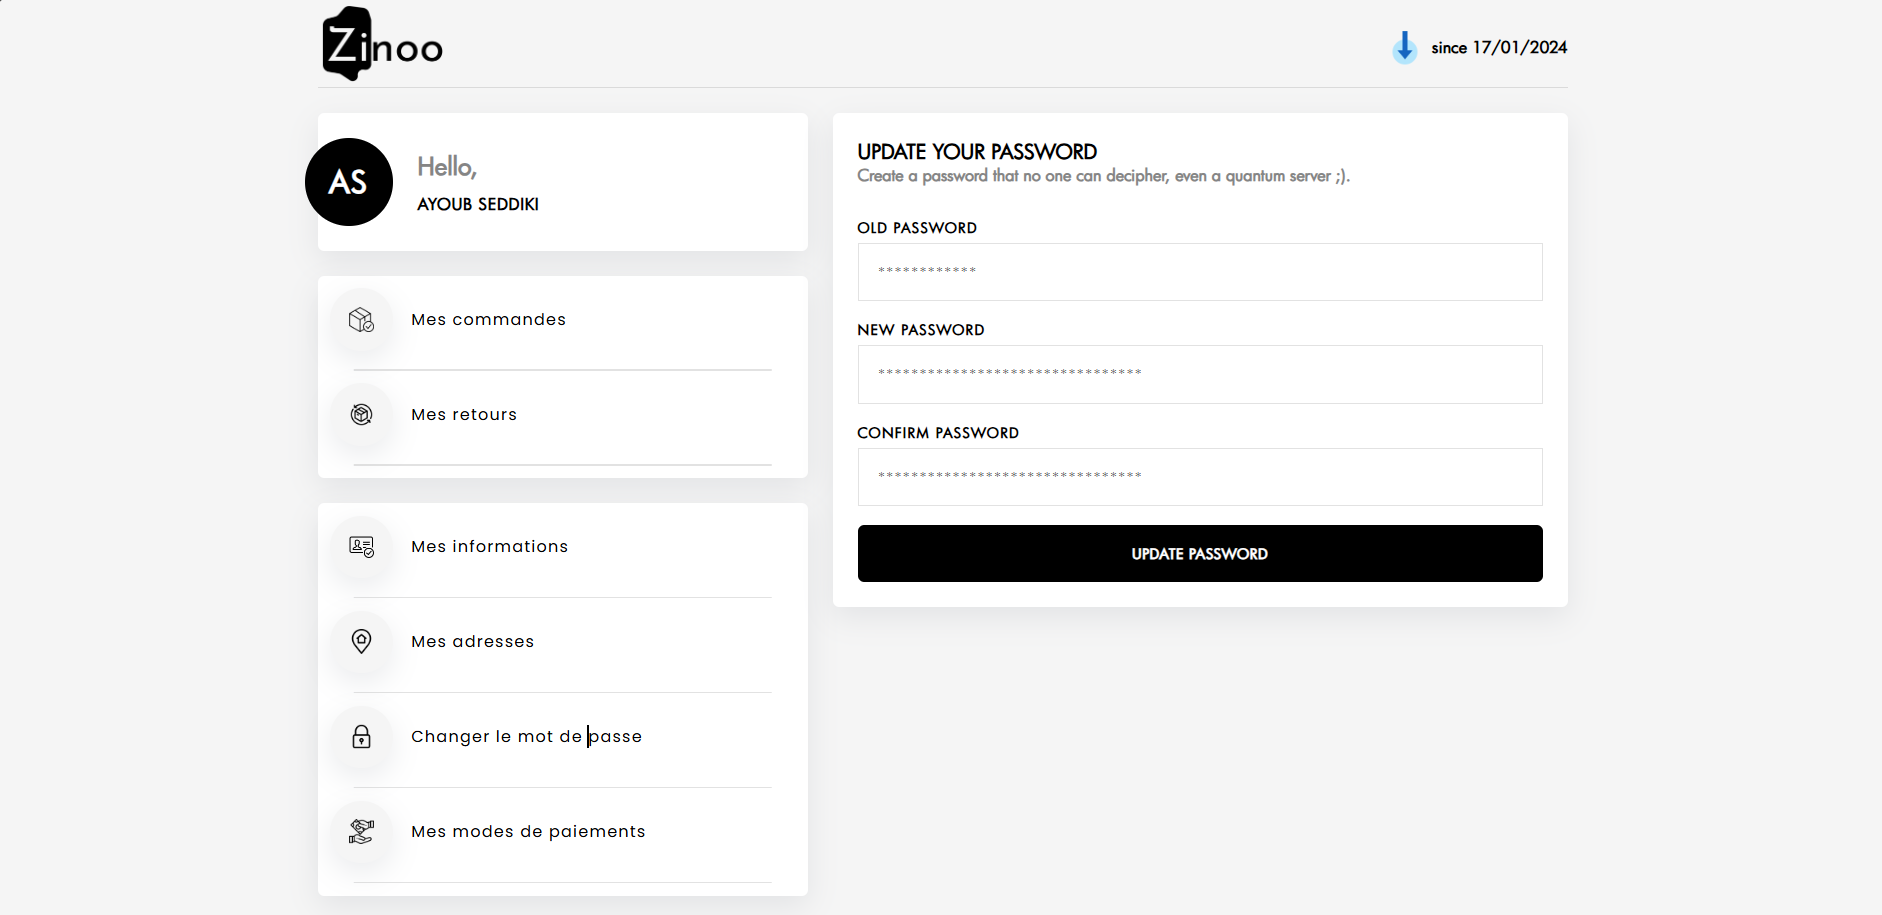 Zinoo
since 17/01/2024
AS
Hello,
AYOUB SEDDIKI
Mes commandes
Mes retours
Mes informations
Mes adresses
Changer le mot de passe
Mes modes de paiements
UPDATE YOUR PASSWORD
Create a password that no one can decipher, even a quantum server ;).
OLD PASSWORD
************
NEW PASSWORD
********************************
CONFIRM PASSWORD
********************************
UPDATE PASSWORD